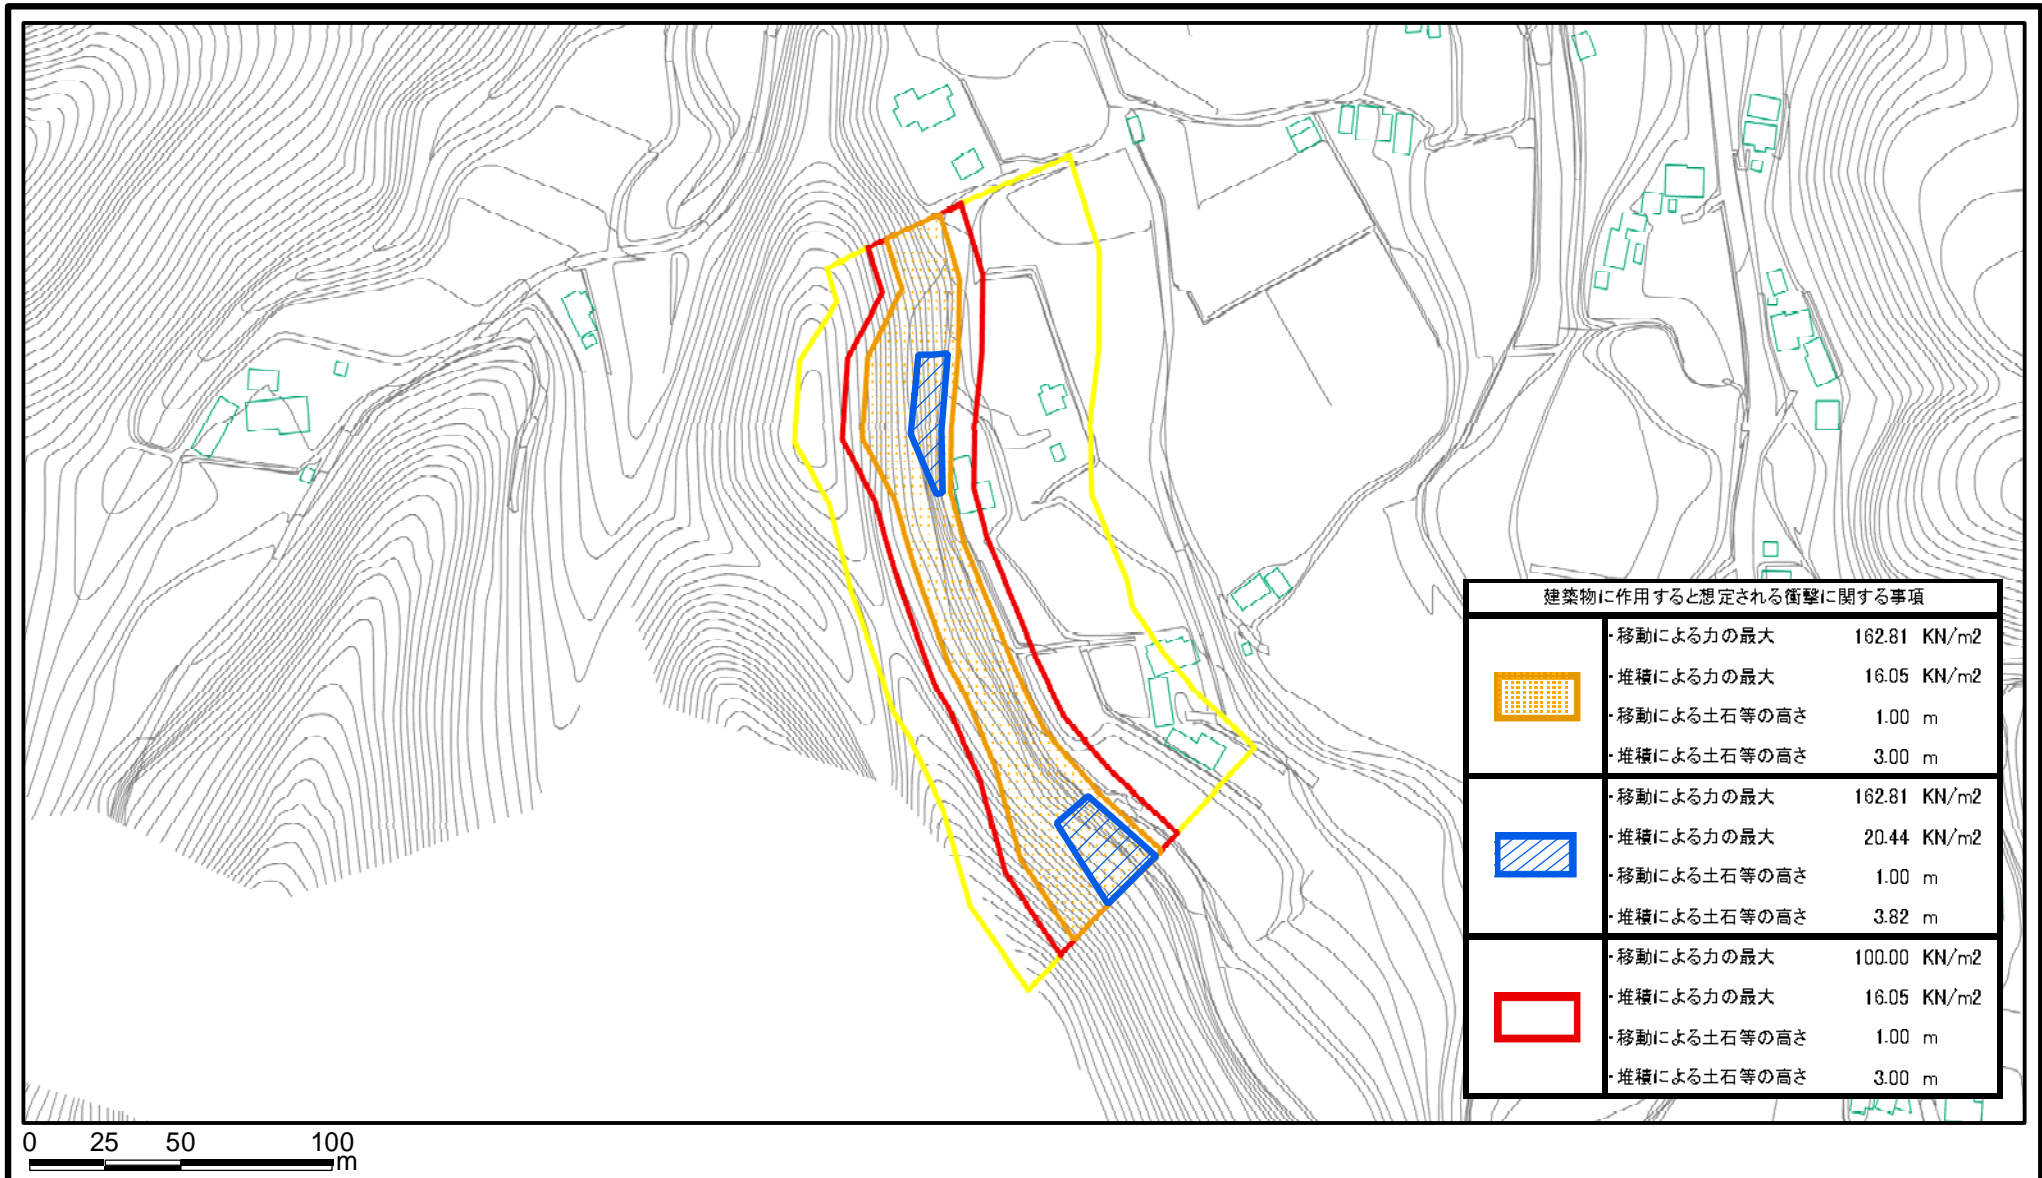 建築物に作用すると想定される衝撃に関する事項
・移動による力の最大 162.81 KN/m2
・堆積による力の最大 16.05 KN/m2
・移動による土石等の高さ 1.00 m
・堆積による土石等の高さ 3.00 m
・移動による力の最大 162.81 KN/m2
・堆積による力の最大 20.44 KN/m2
・移動による土石等の高さ 1.00 m
・堆積による土石等の高さ 3.82 m
・移動による力の最大 100.00 KN/m2
・堆積による力の最大 16.05 KN/m2
・移動による土石等の高さ 1.00 m
・堆積による土石等の高さ 3.00 m
0 25 50 100
m